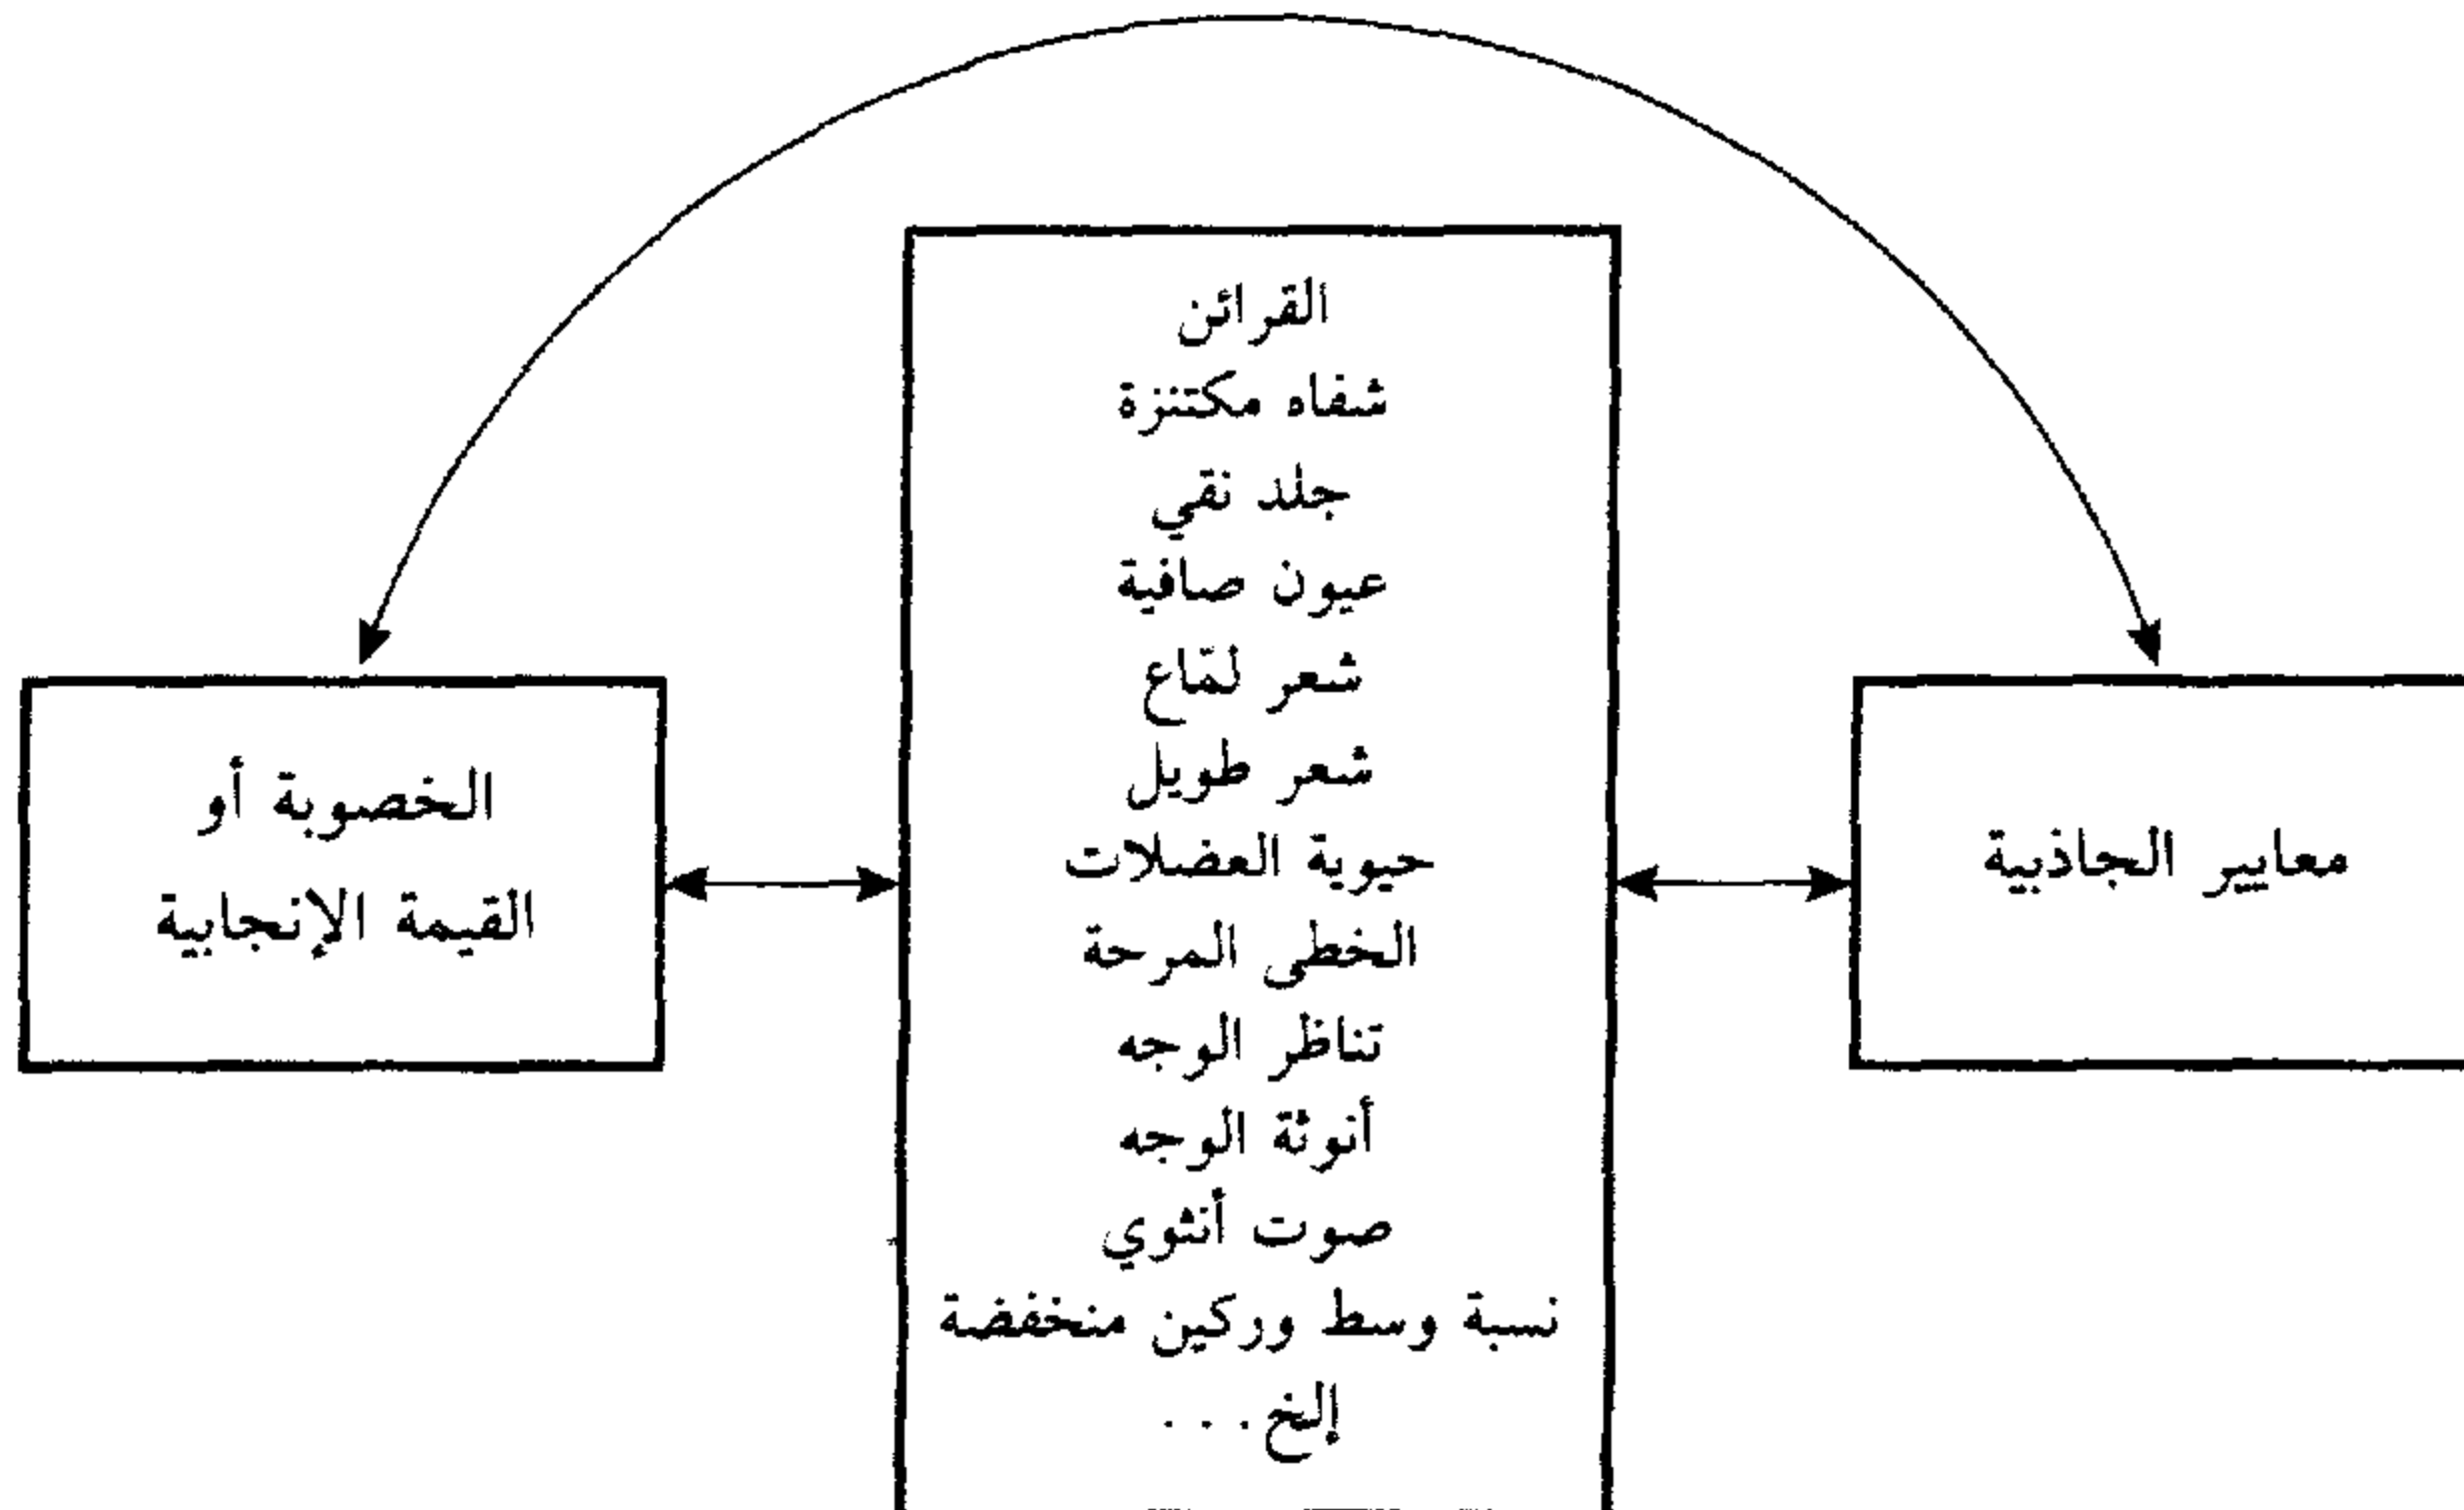 القرائن
شفاه مكتنزة
جلد نقي
عيون صافية
شعر لمّاع
شعر طويل
حيوية العضلات
الخطى المرحة
تناظر الوجه
أنوثة الوجه
صوت أنثوي
نسبة وسط وركين منخفضة
إلخ...
معايير الجاذبية
الخصوبة أو
القيمة الإنجابية